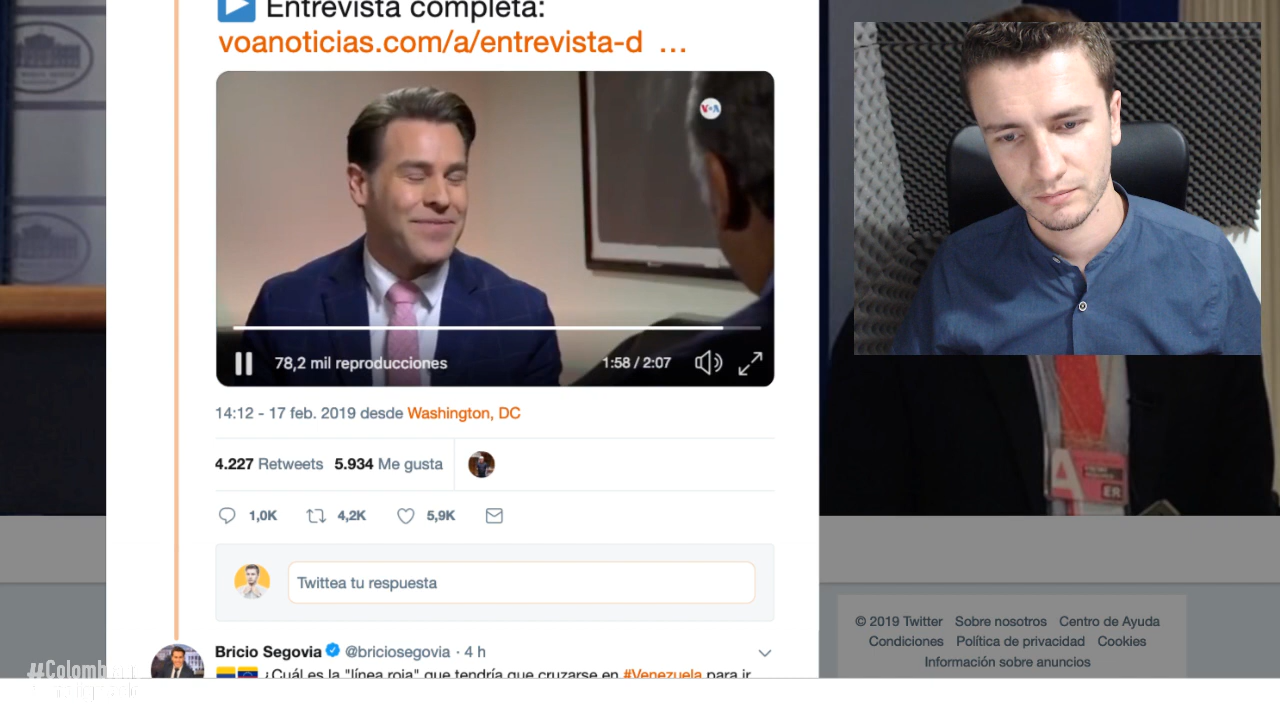 Entrevista completa:
voanoticias.com/a/entrevista-d …
VOA
78,2 mil reproducciones
1:58 / 2:07
14:12 - 17 feb. 2019 desde Washington, DC
4.227 Retweets 5.934 Me gusta
1,0K 4,2K 5,9K
Twittea tu respuesta
Bricio Segovia @briciosegovia · 4 h
¿Cuál es la "línea roja" que tendría que cruzarse en #Venezuela para ir
A
ER
© 2019 Twitter Sobre nosotros Centro de Ayuda
Condiciones Política de privacidad Cookies
Información sobre anuncios